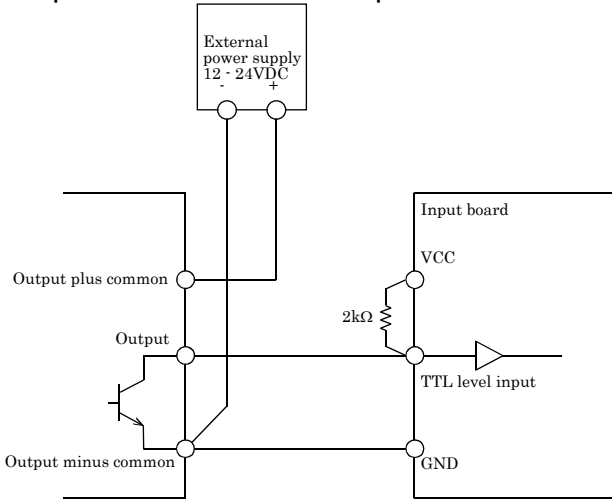 External
power supply
12 - 24VDC
- +
Input board
VCC
Output plus common
2kΩ
Output
TTL level input
Output minus common
GND